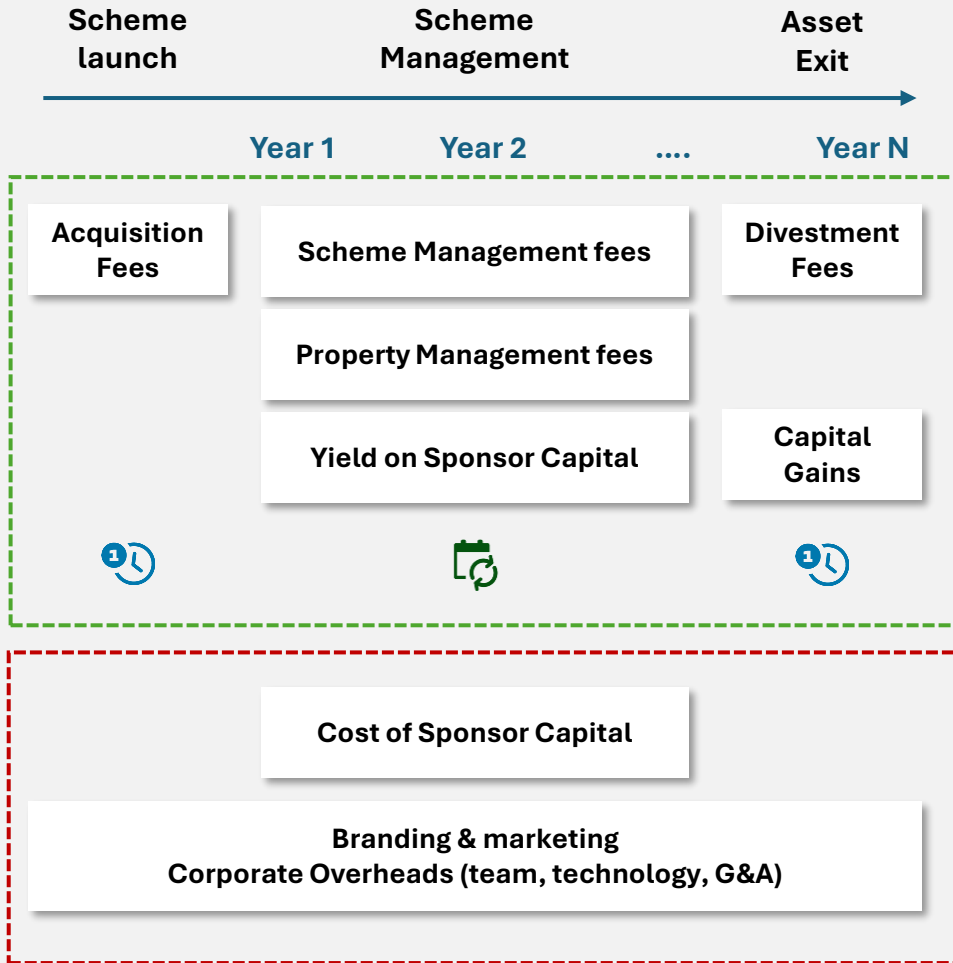 Scheme
launch
Scheme
Management
Asset
Exit
Year 1
Year 2
....
Year N
Acquisition
Fees
Scheme Management fees
Divestment
Fees
Property Management fees
Yield on Sponsor Capital
Capital
Gains
1
1
Cost of Sponsor Capital
Branding & marketing
Corporate Overheads (team, technology, G&A)